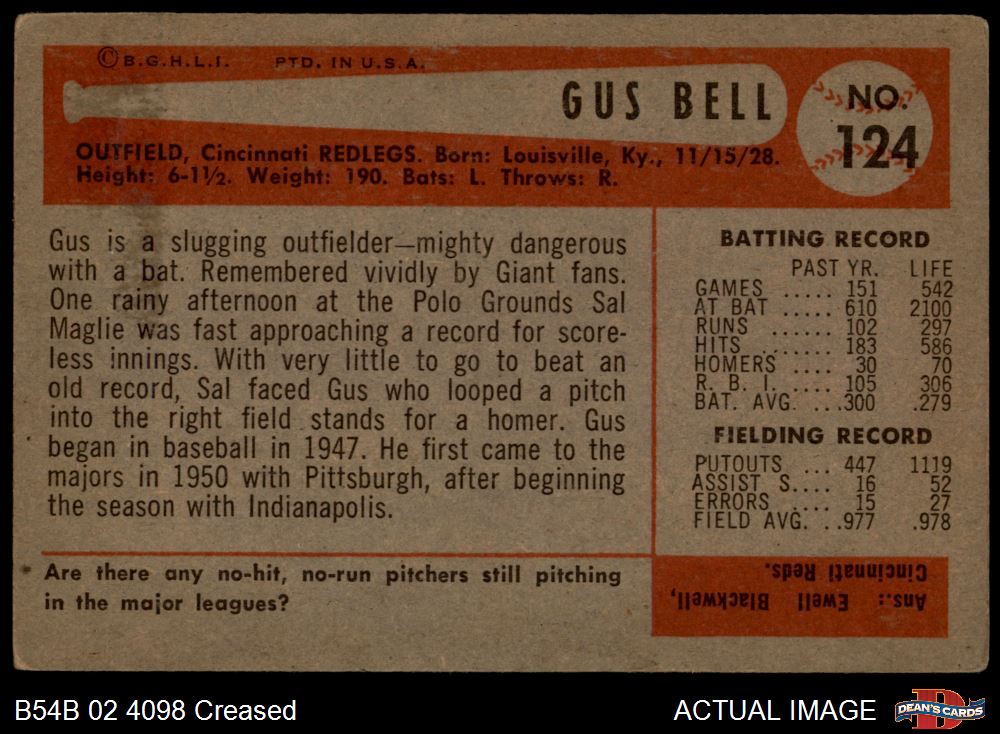 © B.G.H.L.I. PTD. IN U.S.A.
GUS BELL
NO.
124
OUTFIELD, Cincinnati REDLEGS. Born: Louisville, Ky., 11/15/28.
Height: 6-1½. Weight: 190. Bats: L. Throws: R.
Gus is a slugging outfielder—mighty dangerous
with a bat. Remembered vividly by Giant fans.
One rainy afternoon at the Polo Grounds Sal
Maglie was fast approaching a record for score-
less innings. With very little to go to beat an
old record, Sal faced Gus who looped a pitch
into the right field stands for a homer. Gus
began in baseball in 1947. He first came to the
majors in 1950 with Pittsburgh, after beginning
the season with Indianapolis.
BATTING RECORD
PAST YR. LIFE
GAMES ..... 151 542
AT BAT ..... 610 2100
RUNS ...... 102 297
HITS ....... 183 586
HOMERS .... 30 70
R. B. I. .... 105 306
BAT. AVG. ...300 .279
FIELDING RECORD
PUTOUTS ... 447 1119
ASSIST S.... 16 52
ERRORS .... 15 27
FIELD AVG. ..977 .978
Are there any no-hit, no-run pitchers still pitching
in the major leagues?
Ans.: Ewell Blackwell,
Cincinnati Reds.
B54B 02 4098 Creased
ACTUAL IMAGE
DEAN'S CARDS